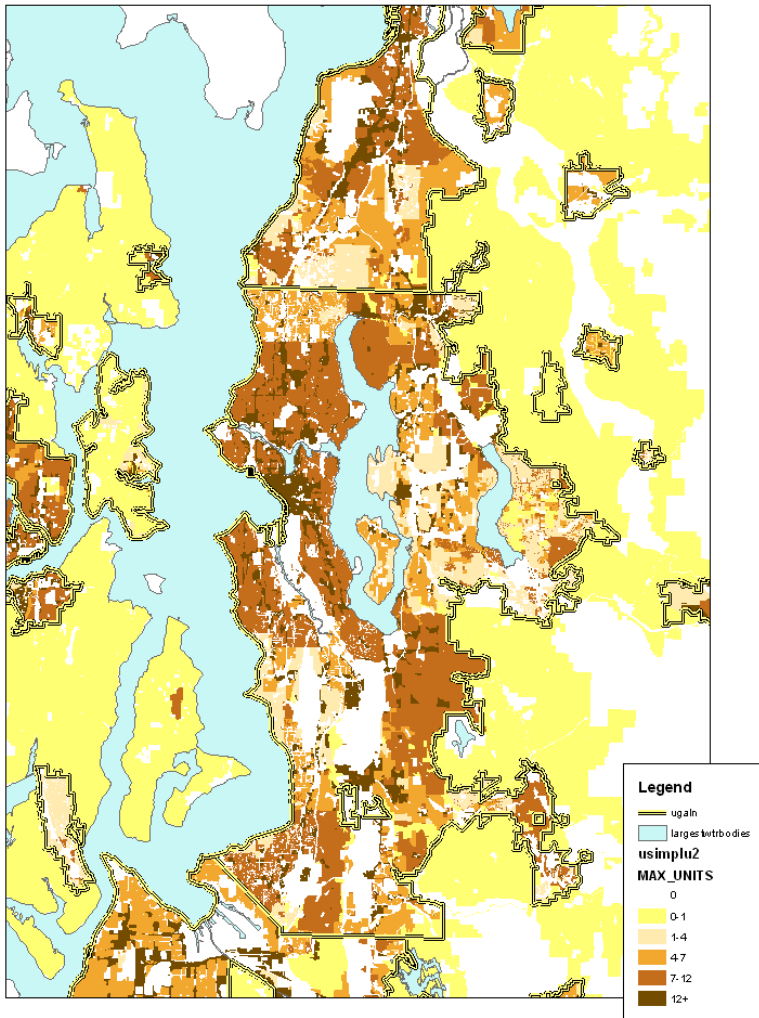 Legend
ugaln
largestwtrbodies
usimplu2
MAX_UNITS
0
0-1
1-4
4-7
7-12
12+